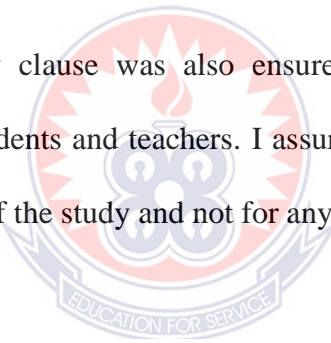 clause was also ensure
dents and teachers. I assur
f the study and not for any
EDUCATION FOR SERVICE